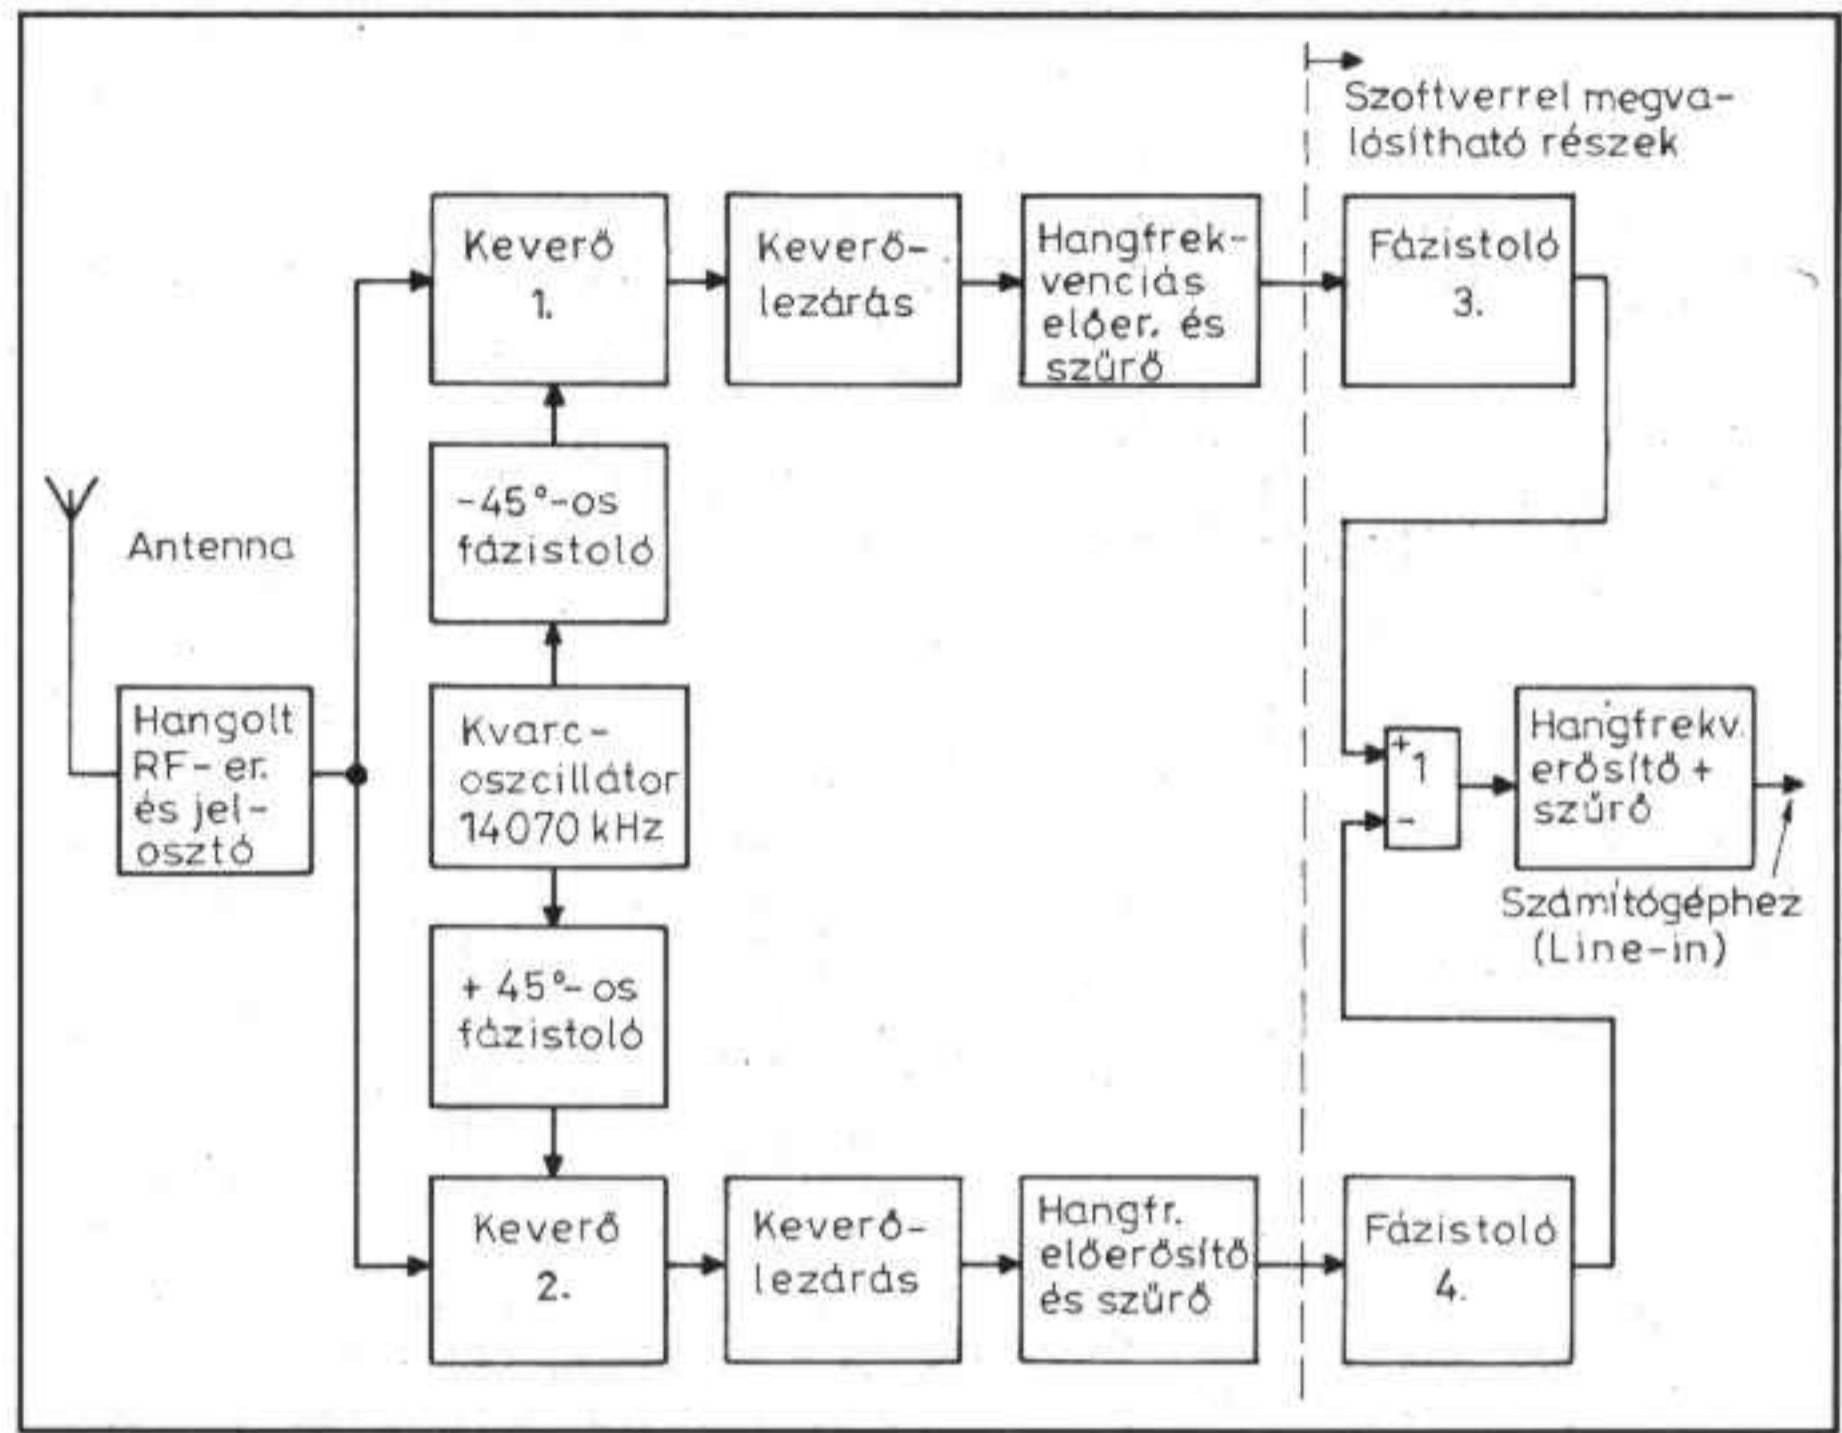 Szoftverrel megva-
lósítható részek
Keverő
1.
Keverő-
lezárás
Hangfrek-
venciás
előer. és
szűrő
Fázistoló
3.
-45°-os
fázistoló
Antenna
Hangolt
RF-er.
és jel-
osztó
Kvarc-
oszcillátor
14070 kHz
+
1
-
Hangfrekv.
erősítő +
szűrő
Számítógéphez
(Line-in)
+ 45°-os
fázistoló
Keverő
2.
Keverő-
lezárás
Hangfr.
előerősítő
és szűrő
Fázistoló
4.